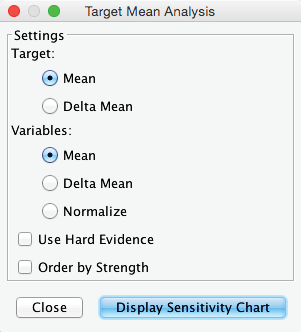 Target Mean Analysis
Settings
Target:
Mean
Delta Mean
Variables:
Mean
Delta Mean
Normalize
Use Hard Evidence
Order by Strength
Close
Display Sensitivity Chart